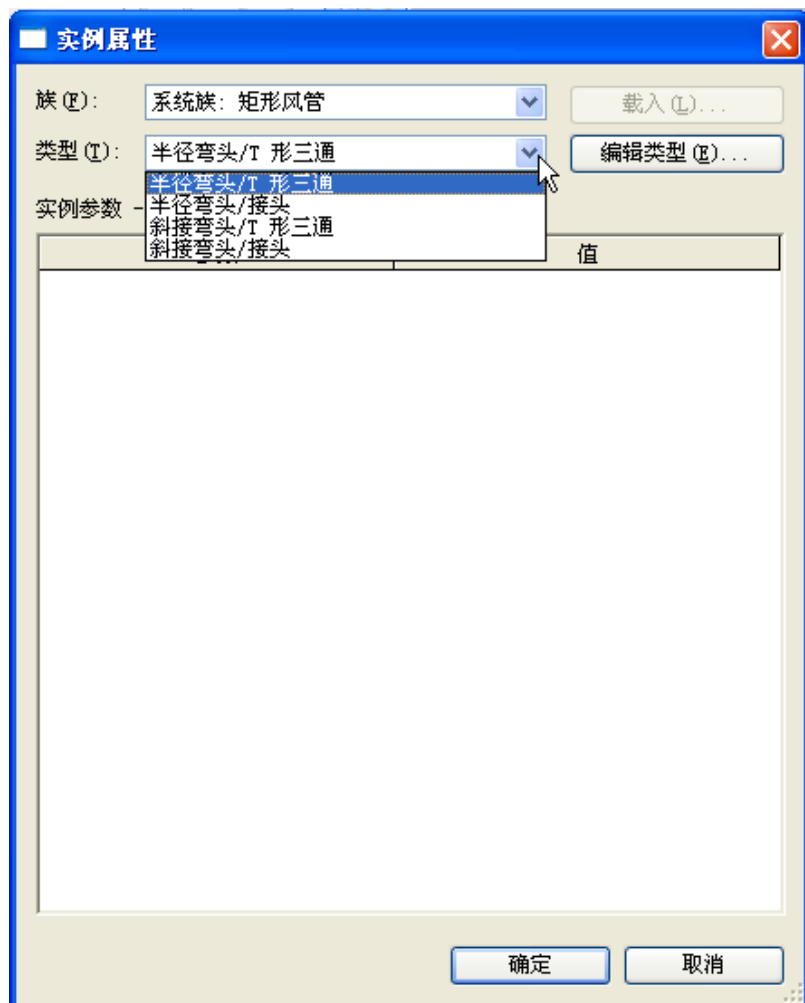 实例属性
族(F): 系统族: 矩形风管 载入(L)...
类型(T): 半径弯头/T 形三通 编辑类型(E)...
半径弯头/T 形三通
实例参数 - 半径弯头/接头
斜接弯头/T 形三通
斜接弯头/接头
值
确定 取消